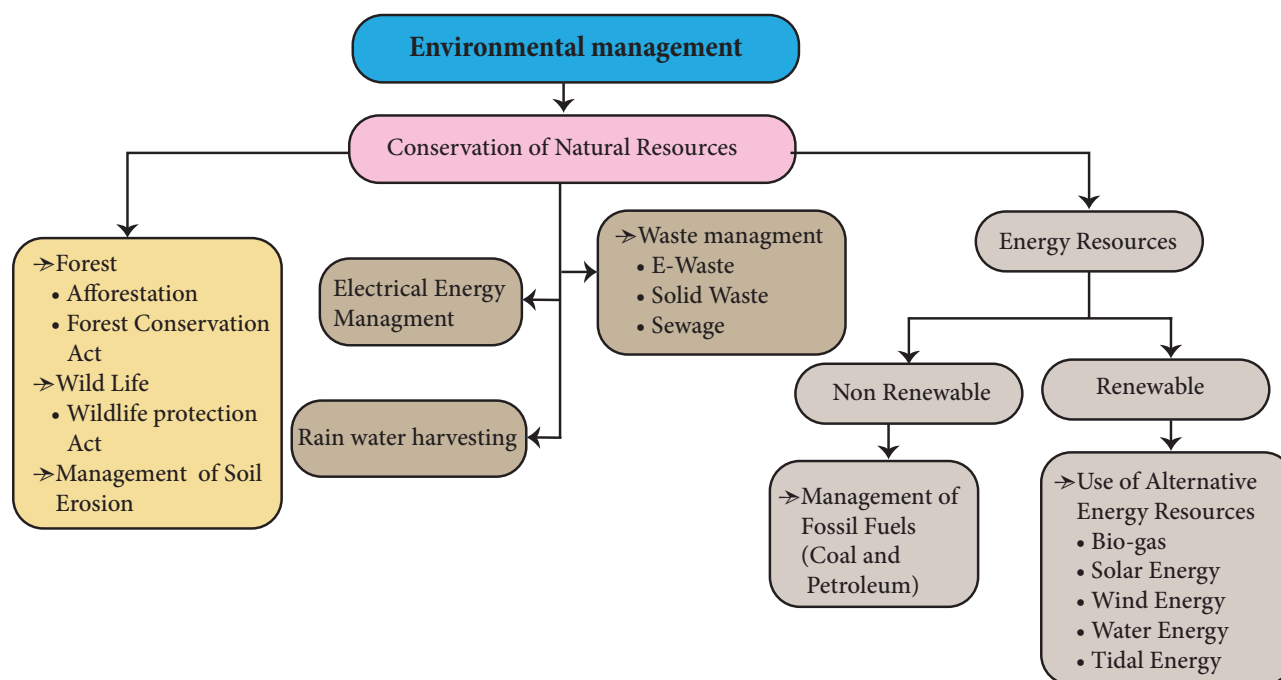 Environmental management
Conservation of Natural Resources
Forest
• Afforestation
• Forest Conservation
Act
Wild Life
• Wildlife protection
Act
Management of Soil
Erosion
Electrical Energy
Managment
Rain water harvesting
Waste managment
• E-Waste
• Solid Waste
• Sewage
Energy Resources
Non Renewable
Management of
Fossil Fuels
(Coal and
Petroleum)
Renewable
Use of Alternative
Energy Resources
• Bio-gas
• Solar Energy
• Wind Energy
• Water Energy
• Tidal Energy